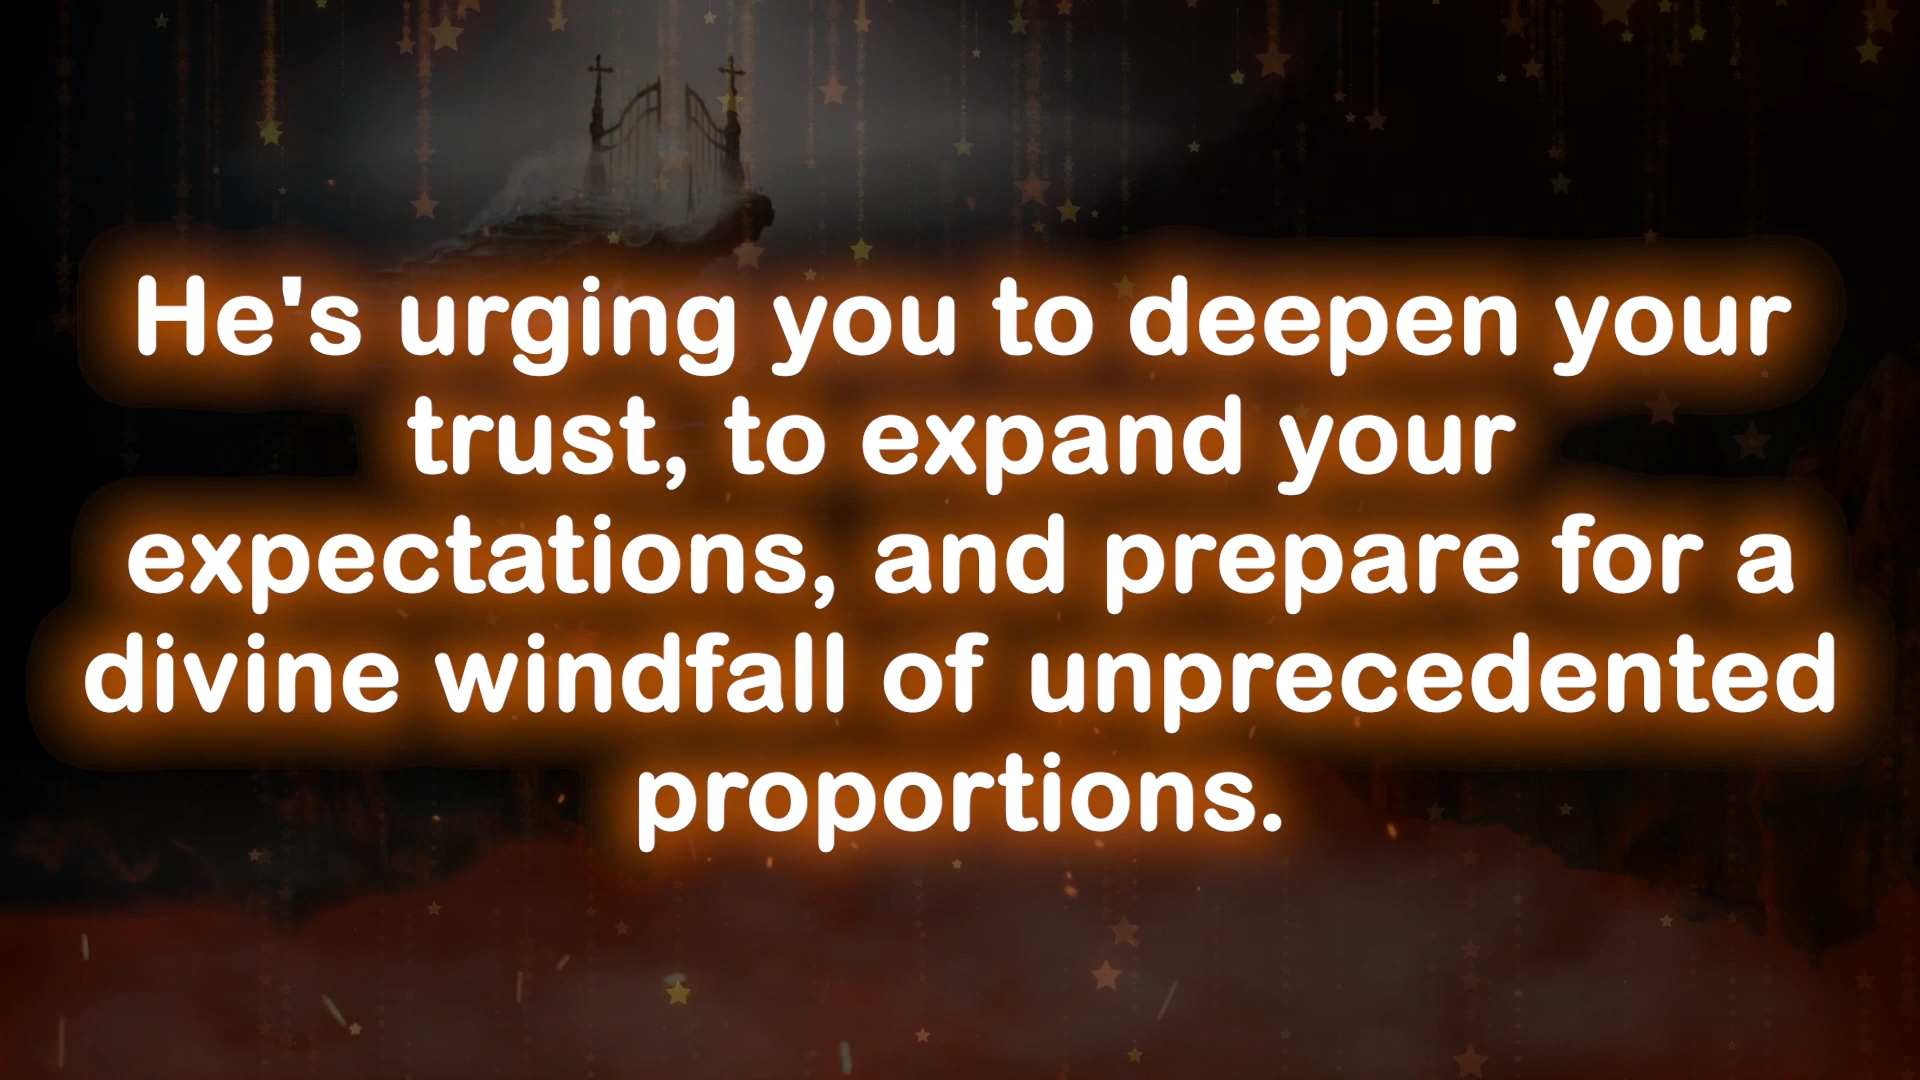 He's urging you to deepen your
trust, to expand your
expectations, and prepare for a
divine windfall of unprecedented
proportions.